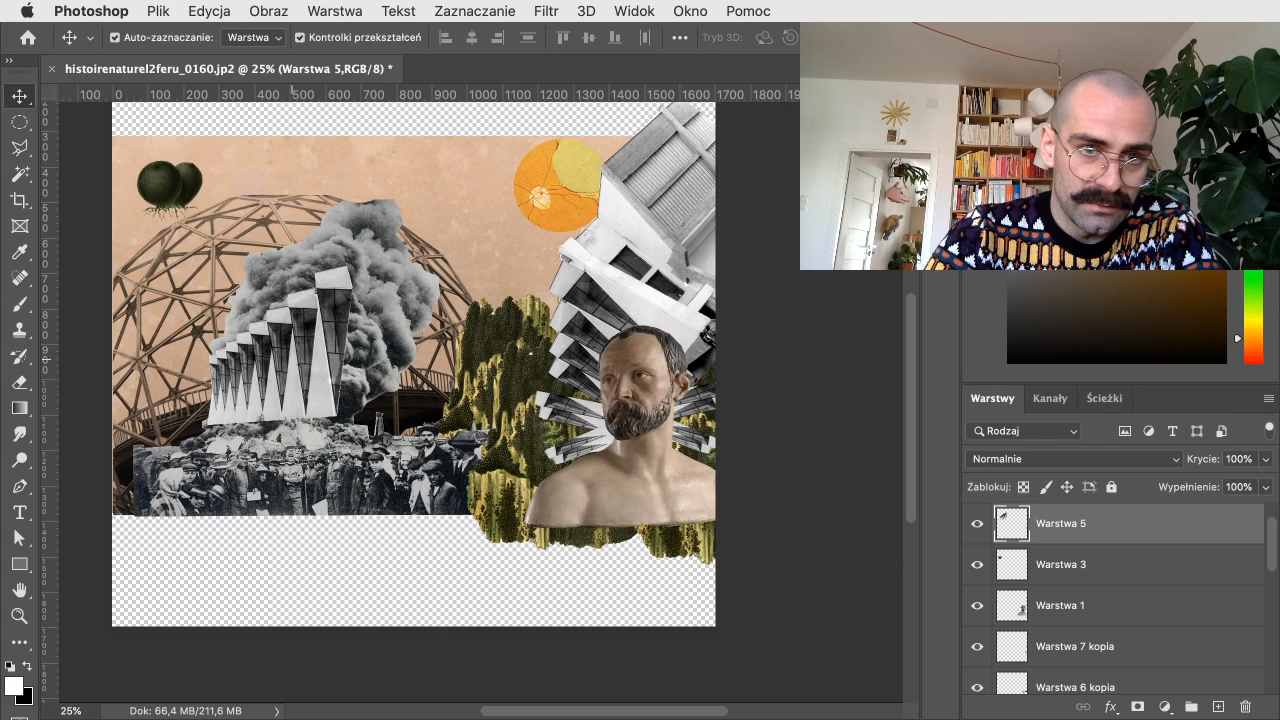 Photoshop Plik Edycja Obraz Warstwa Tekst Zaznaczanie Filtr 3D Widok Okno Pomoc
Auto-zaznaczanie: Warstwa Kontrolki przekształceń Tryb 3D:
histoirenaturel2feru_0160.jp2 @ 25% (Warstwa 5,RGB/8) *
100 0 100 200 300 400 500 600 700 800 900 1000 1100 1200 1300 1400 1500 1600 1700 1800
Warstwy Kanały Ścieżki
Rodzaj
Normalnie Krycie: 100%
Zablokuj: Wypełnienie: 100%
Warstwa 5
Warstwa 3
Warstwa 1
Warstwa 7 kopia
Warstwa 6 kopia
fx
25% Dok: 66,4 MB/211,6 MB